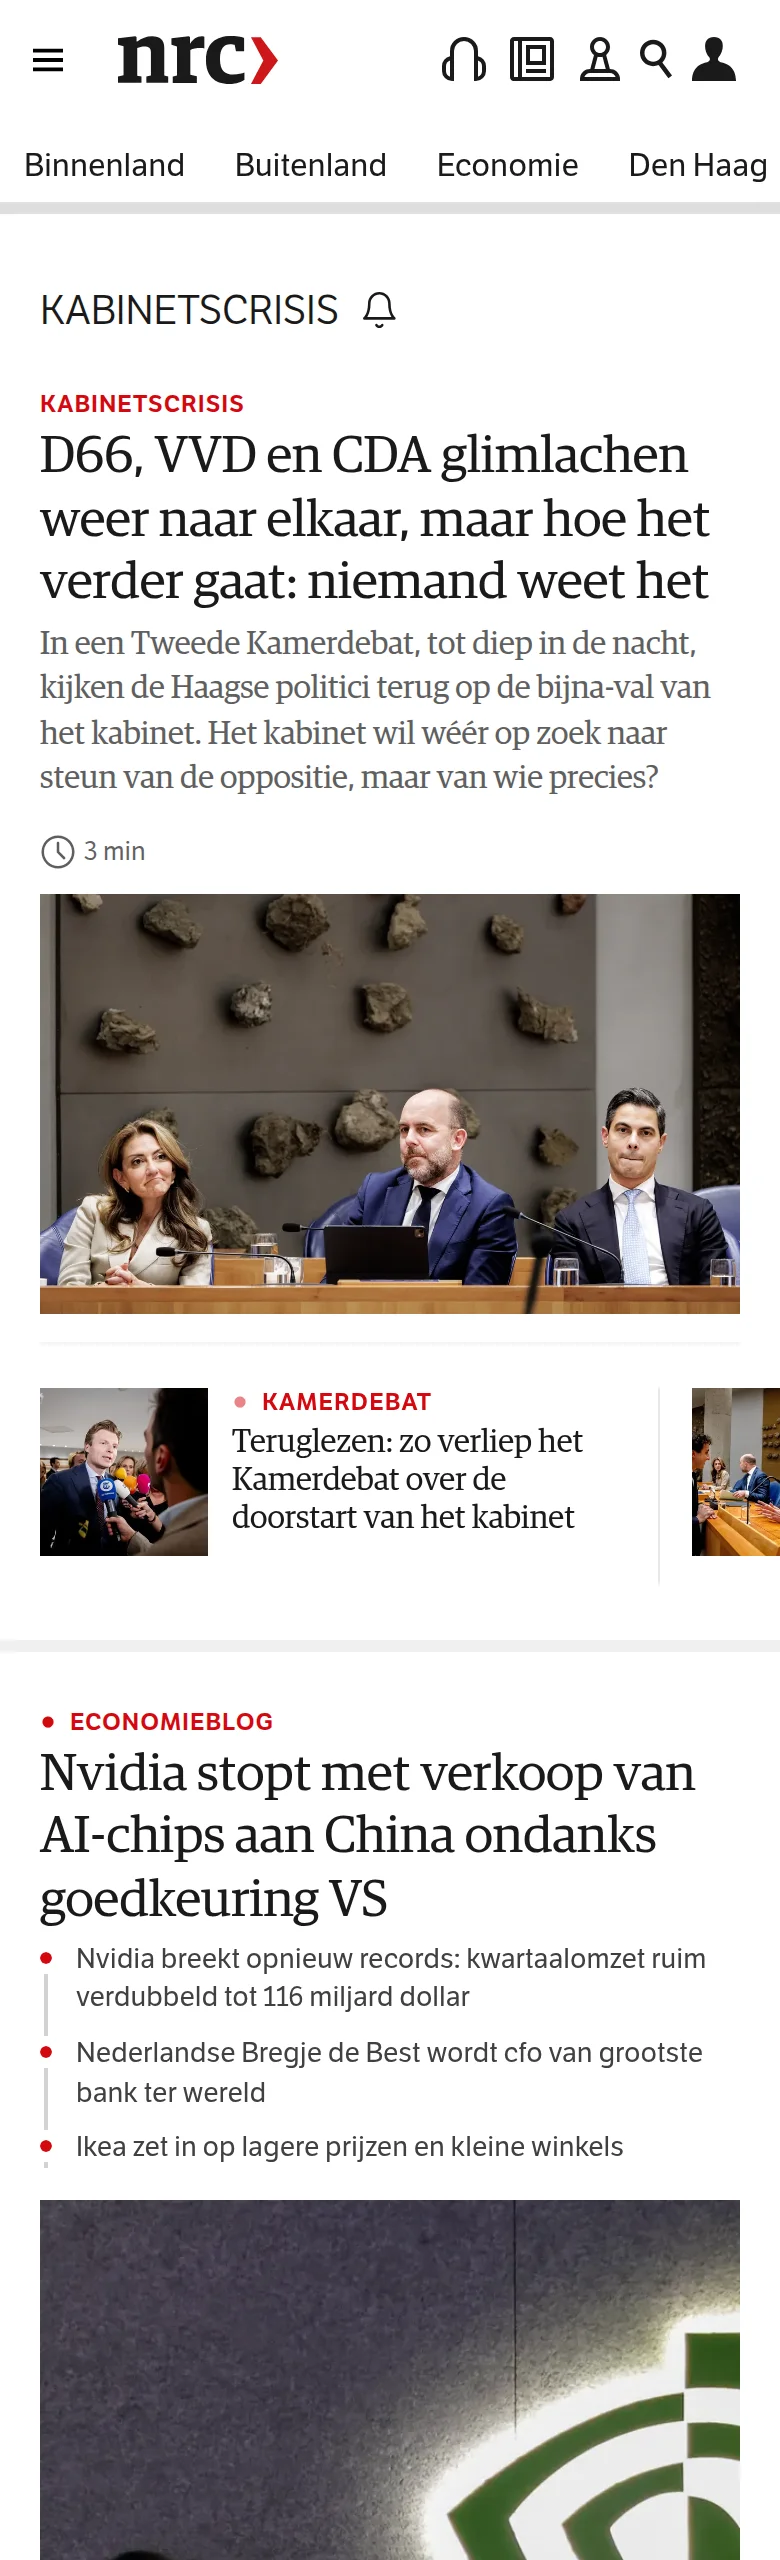 nrc
Binnenland Buitenland Economie Den Haag
KABINETSCRISIS
KABINETSCRISIS
D66, VVD en CDA glimlachen
weer naar elkaar, maar hoe het
verder gaat: niemand weet het
In een Tweede Kamerdebat, tot diep in de nacht,
kijken de Haagse politici terug op de bijna-val van
het kabinet. Het kabinet wil wéér op zoek naar
steun van de oppositie, maar van wie precies?
3 min
KAMERDEBAT
Teruglezen: zo verliep het
Kamerdebat over de
doorstart van het kabinet
ECONOMIEBLOG
Nvidia stopt met verkoop van
AI-chips aan China ondanks
goedkeuring VS
Nvidia breekt opnieuw records: kwartaalomzet ruim
verdubbeld tot 116 miljard dollar
Nederlandse Bregje de Best wordt cfo van grootste
bank ter wereld
Ikea zet in op lagere prijzen en kleine winkels